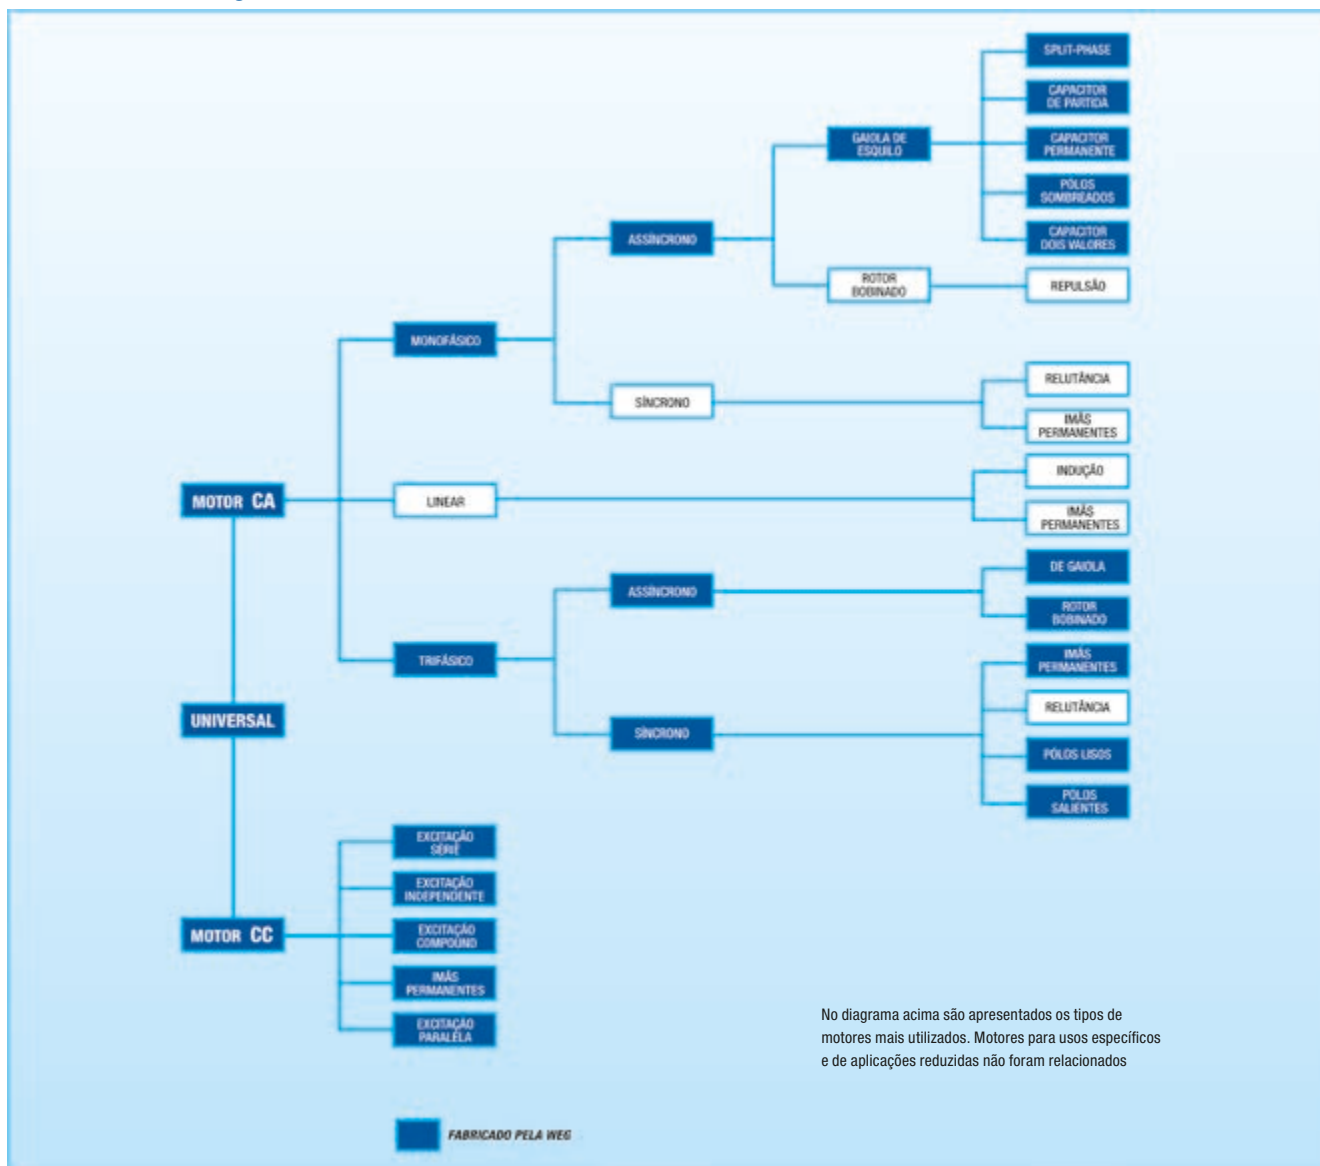 SPLIT-PHASE
CAPACITOR
DE PARTIDA
GAIOLA DE
ESQUILO
CAPACITOR
PERMANENTE
PÓLOS
SOMBREADOS
ASSÍNCRONO
CAPACITOR
DOIS VALORES
ROTOR
BOBINADO
REPULSÃO
MONOFÁSICO
RELUTÂNCIA
SÍNCRONO
IMÃS
PERMANENTES
INDUÇÃO
MOTOR CA
LINEAR
IMÃS
PERMANENTES
DE GAIOLA
ASSÍNCRONO
ROTOR
BOBINADO
TRIFÁSICO
IMÃS
PERMANENTES
RELUTÂNCIA
UNIVERSAL
SÍNCRONO
PÓLOS LISOS
PÓLOS
SALIENTES
EXCITAÇÃO
SÉRIE
EXCITAÇÃO
INDEPENDENTE
MOTOR CC
EXCITAÇÃO
COMPOUND
IMÃS
PERMANENTES
EXCITAÇÃO
PARALELA
No diagrama acima são apresentados os tipos de
motores mais utilizados. Motores para usos específicos
e de aplicações reduzidas não foram relacionados
FABRICADO PELA WEG